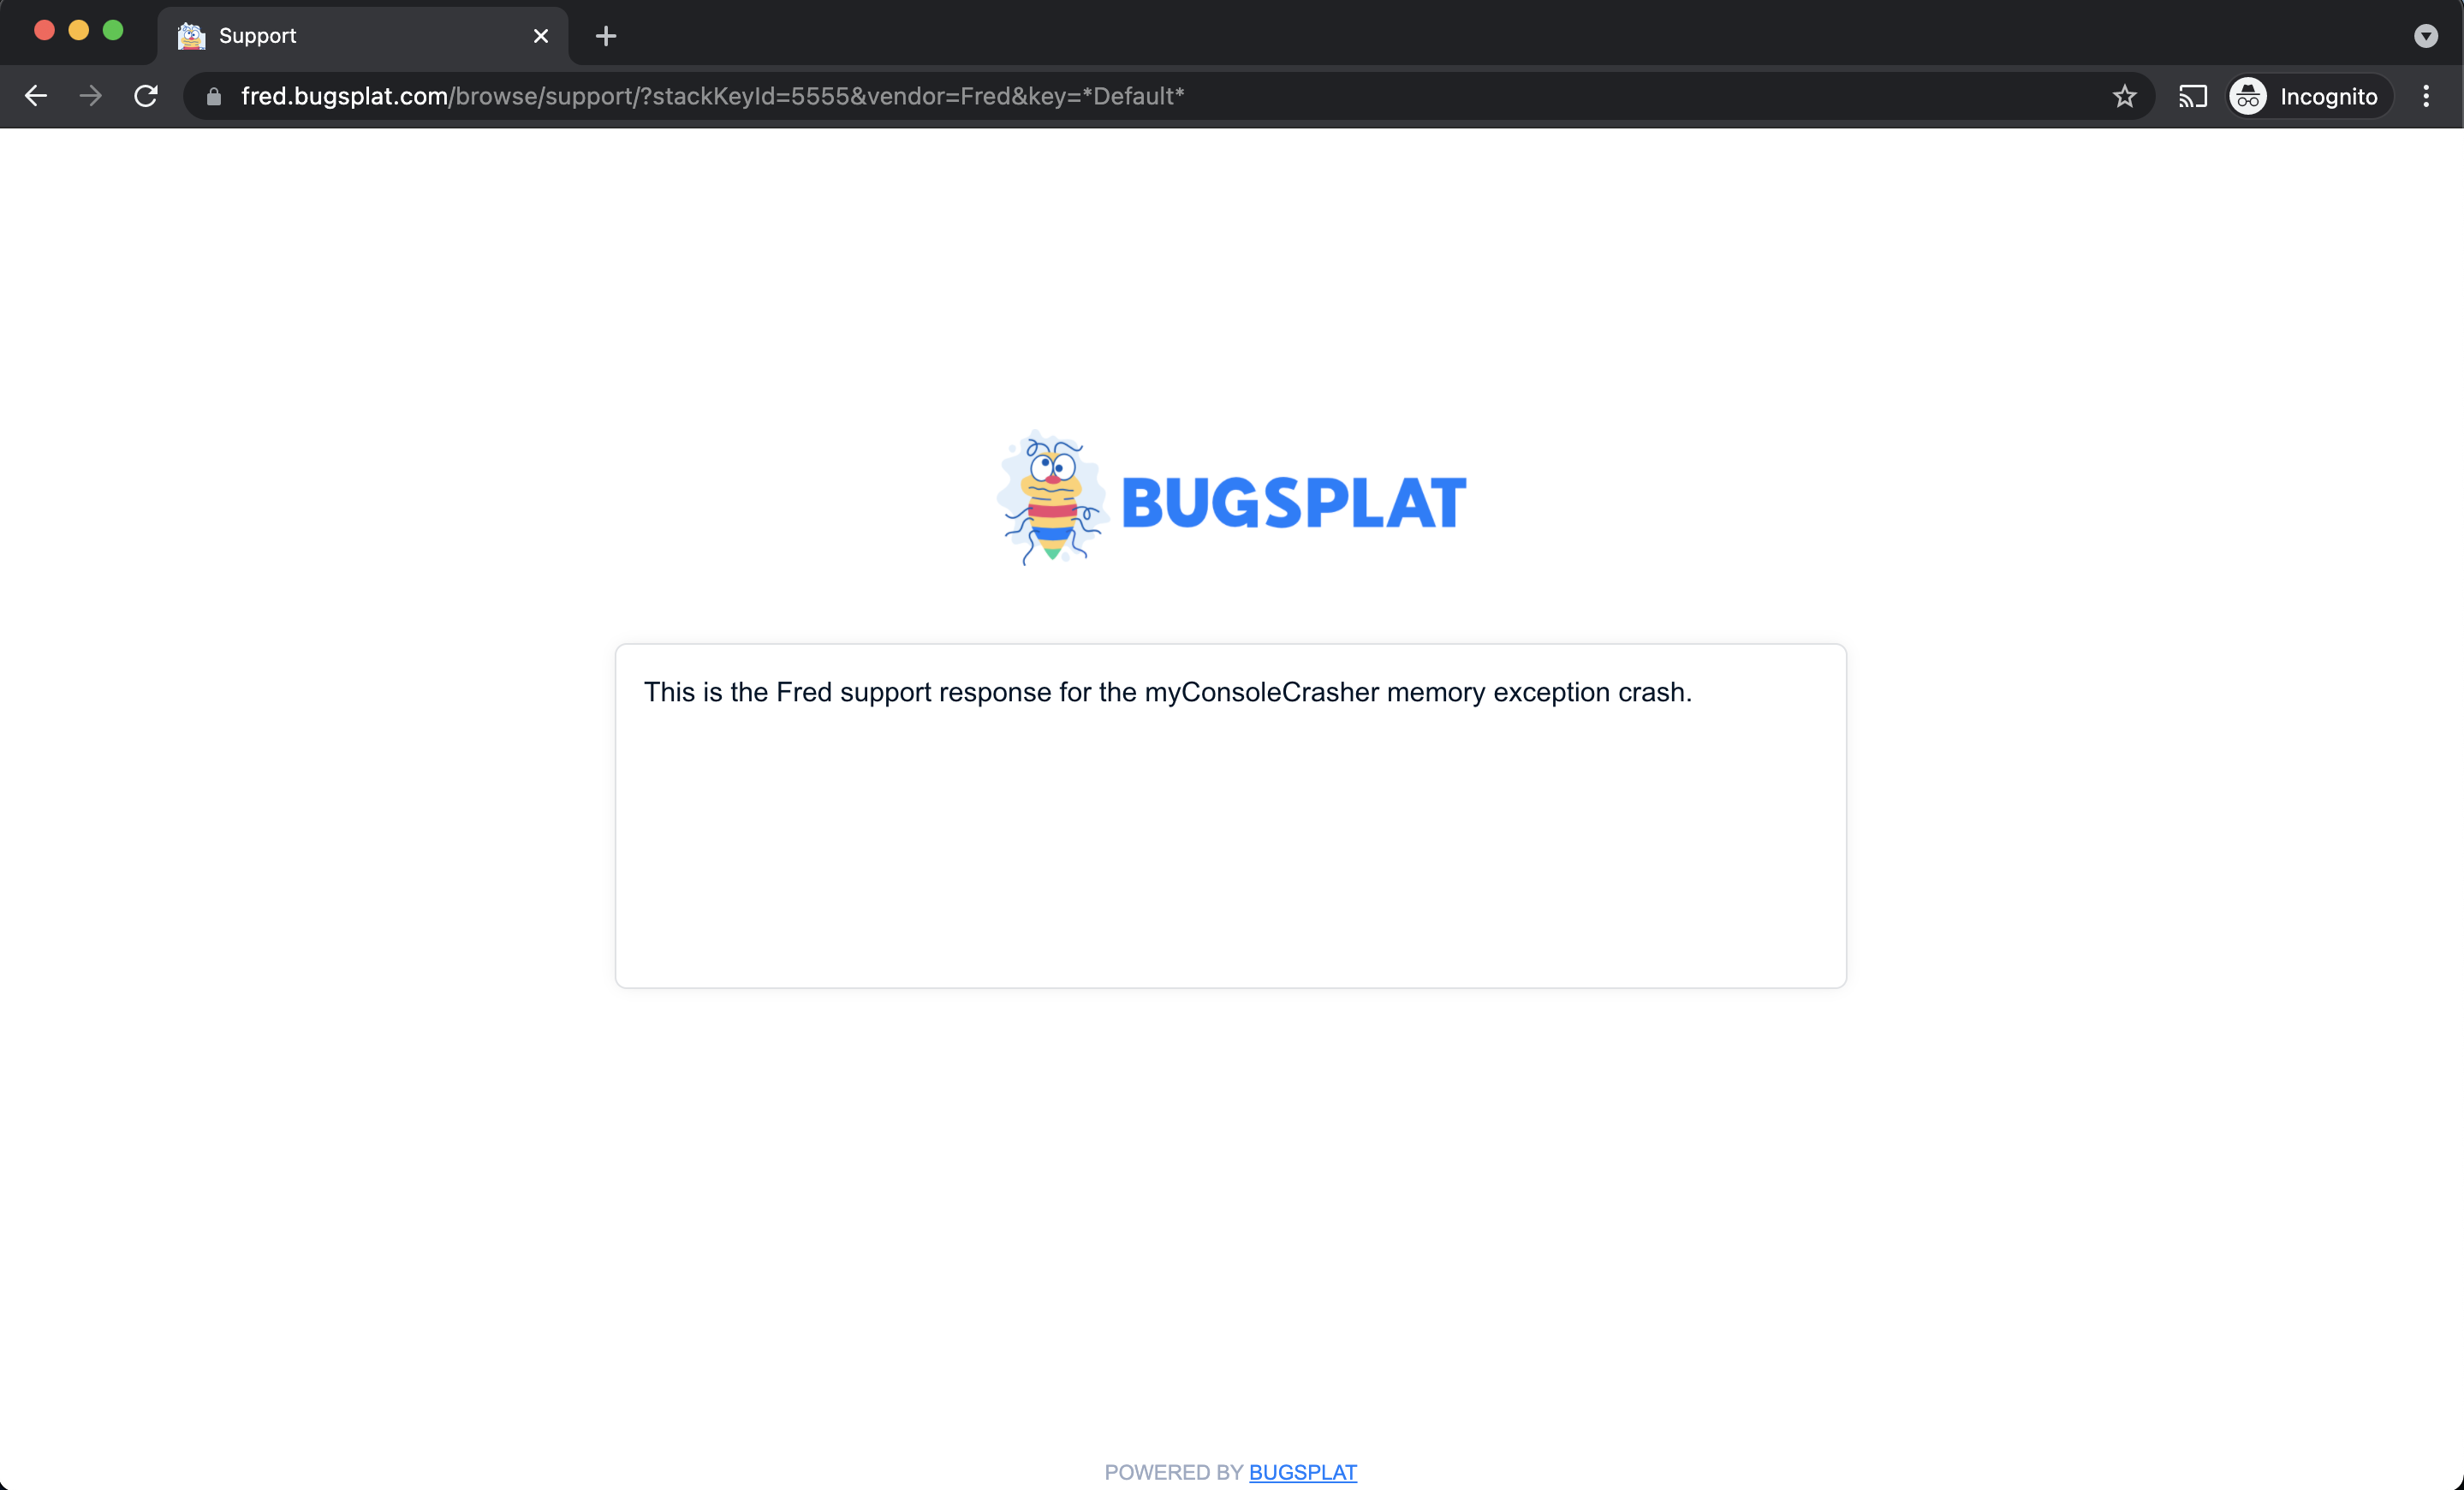 Support
fred.bugsplat.com/browse/support/?stackKeyId=5555&vendor=Fred&key=*Default*
Incognito
BUGSPLAT
This is the Fred support response for the myConsoleCrasher memory exception crash.
POWERED BY BUGSPLAT